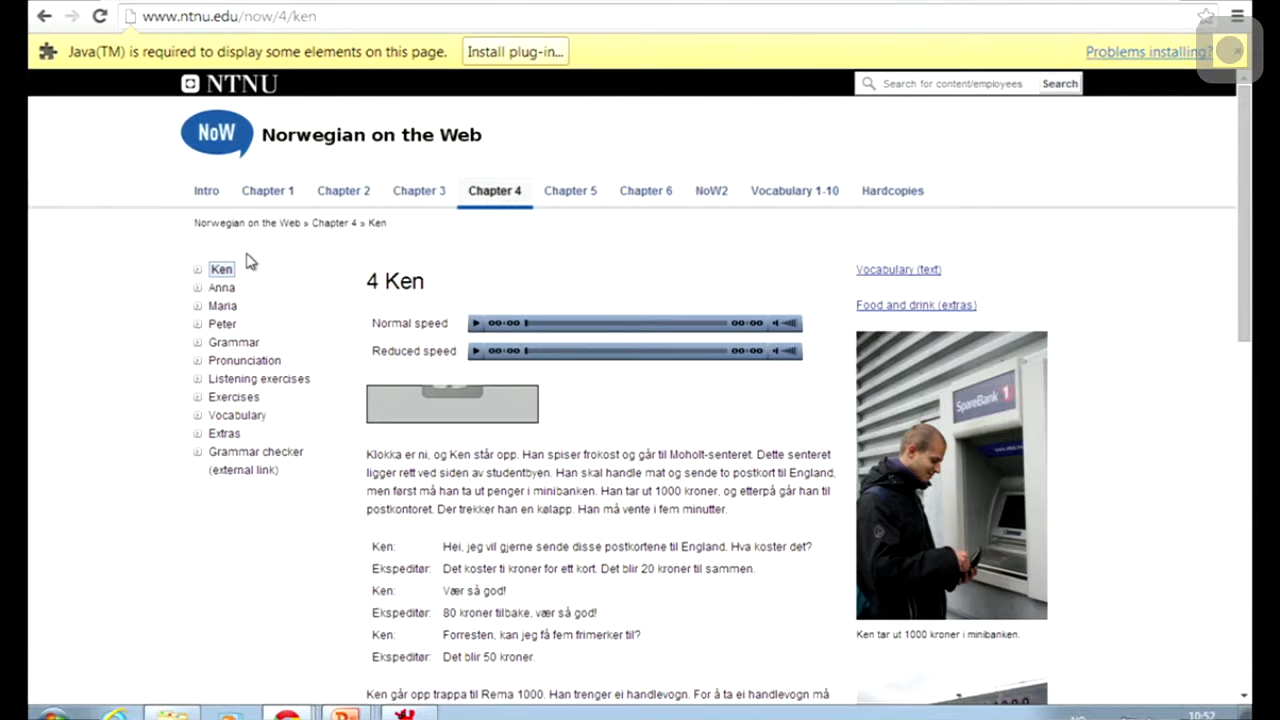 www.ntnu.edu/now/4/ken
Java(TM) is required to display some elements on this page. Install plug-in... Problems installing?
NTNU
Search for content/employees Search
NoW Norwegian on the Web
Intro Chapter 1 Chapter 2 Chapter 3 Chapter 4 Chapter 5 Chapter 6 NoW2 Vocabulary 1-10 Hardcopies
Norwegian on the Web » Chapter 4 » Ken
Ken
Anna
Maria
Peter
Grammar
Pronunciation
Listening exercises
Exercises
Vocabulary
Extras
Grammar checker
(external link)
4 Ken
Normal speed 00:00 00:00
Reduced speed 00:00 00:00
Klokka er ni, og Ken står opp. Han spiser frokost og går til Moholt-senteret. Dette senteret
ligger rett ved siden av studentbyen. Han skal handle mat og sende to postkort til England,
men først må han ta ut penger i minibanken. Han tar ut 1000 kroner, og etterpå går han til
postkontoret. Der trekker han en kølapp. Han må vente i fem minutter.
Ken: Hei, jeg vil gjerne sende disse postkortene til England. Hva koster det?
Ekspeditør: Det koster ti kroner for ett kort. Det blir 20 kroner til sammen.
Ken: Vær så god!
Ekspeditør: 80 kroner tilbake, vær så god!
Ken: Forresten, kan jeg få fem frimerker til?
Ekspeditør: Det blir 50 kroner.
Ken går opp trappa til Rema 1000. Han trenger ei handlevogn. For å ta ei handlevogn må
Vocabulary (text)
Food and drink (extras)
SpareBank 1
Ken tar ut 1000 kroner i minibanken.
10:52